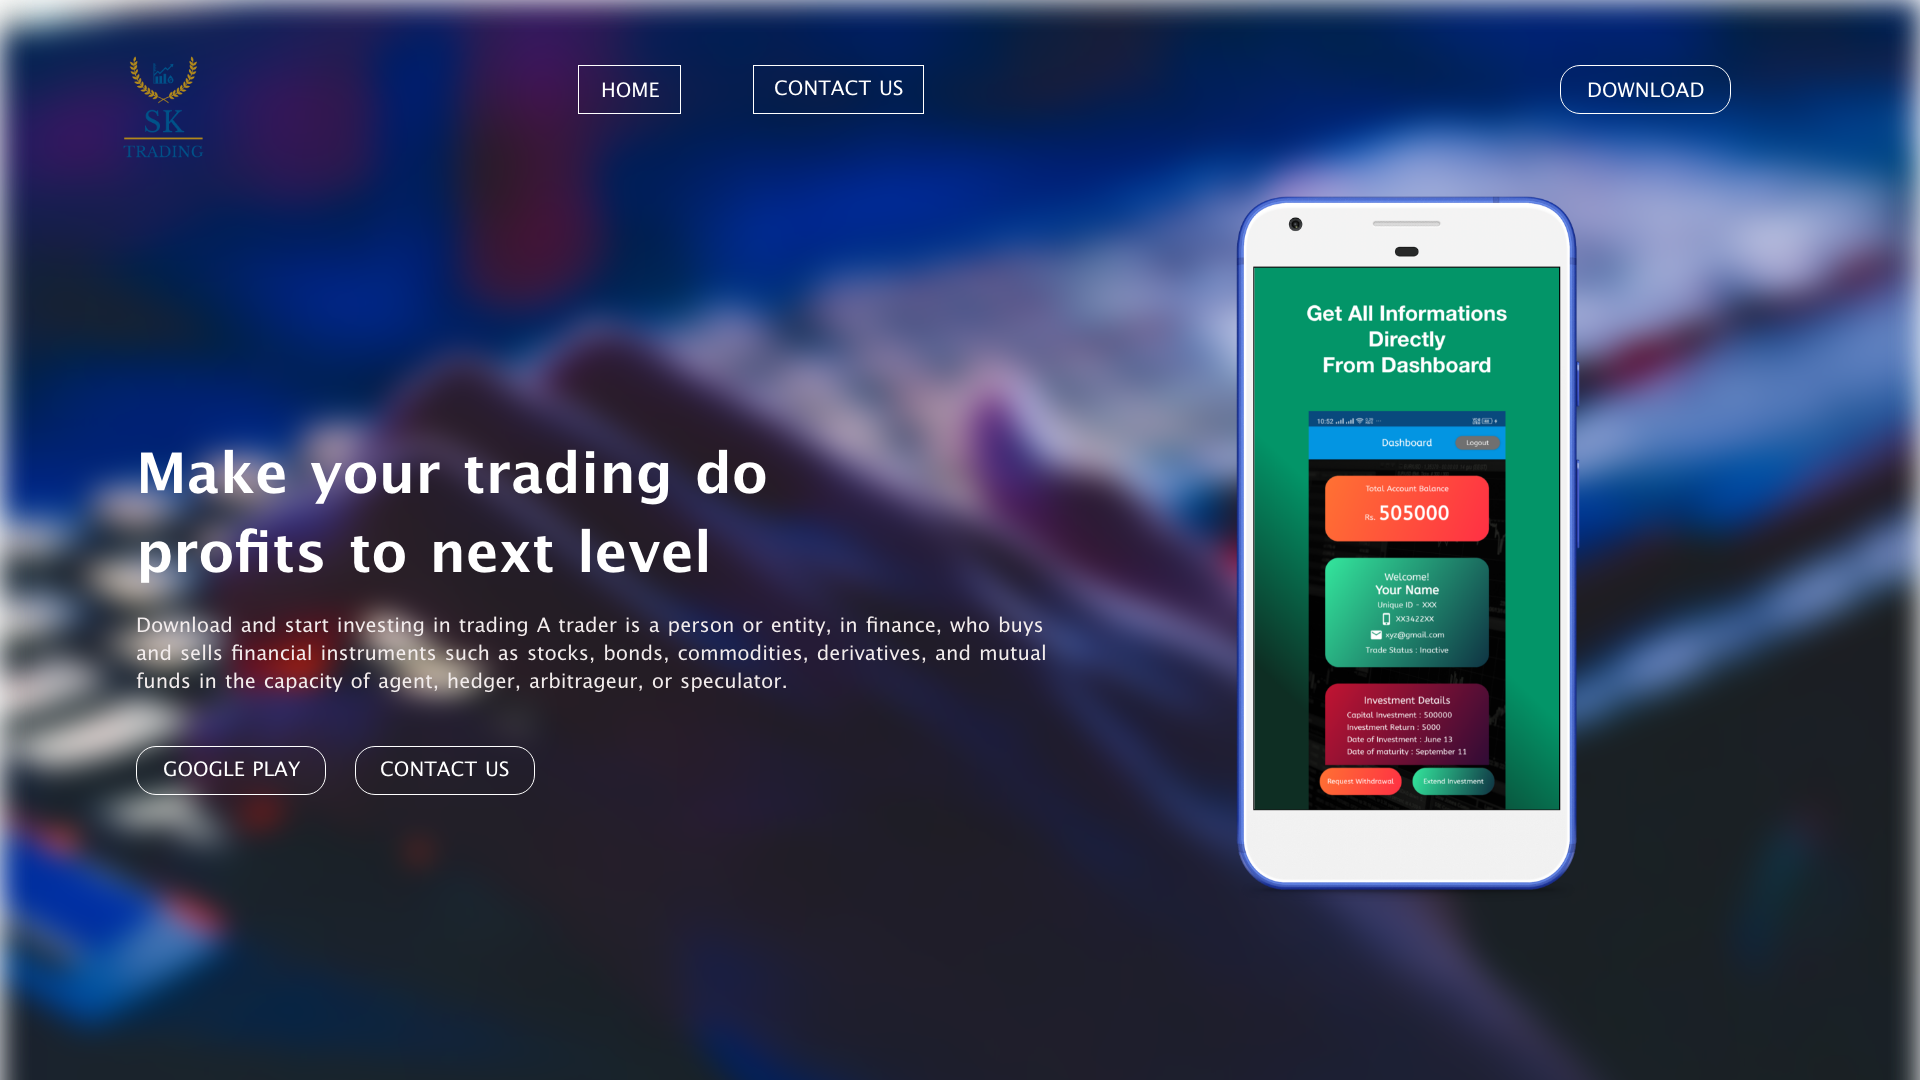 SK
TRADING
HOME
CONTACT US
DOWNLOAD
Make your trading do
profits to next level
Download and start investing in trading A trader is a person or entity, in finance, who buys
and sells financial instruments such as stocks, bonds, commodities, derivatives, and mutual
funds in the capacity of agent, hedger, arbitrageur, or speculator.
GOOGLE PLAY
CONTACT US
Get All Informations
Directly
From Dashboard
10:52
Dashboard
Logout
Total Account Balance
Rs. 505000
Welcome!
Your Name
Unique ID - XXX
XX3422XX
xyz@gmail.com
Trade Status : Inactive
Investment Details
Capital Investment : 500000
Investment Return : 5000
Date of Investment : June 13
Date of maturity : September 11
Request Withdrawal
Extend Investment